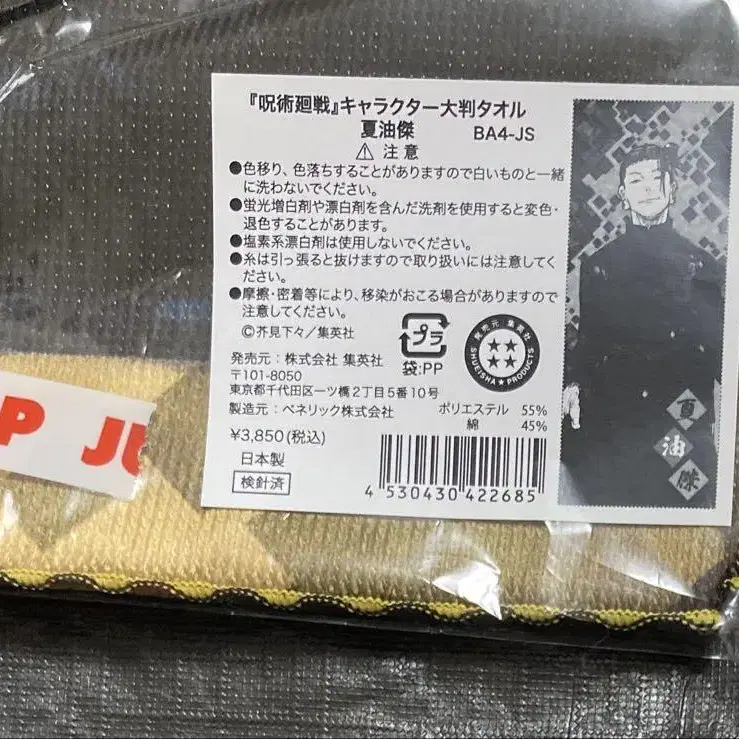 『呪術廻戦』キャラクター大判タオル
夏油傑 BA4-JS
⚠ 注意
●色移り、色落ちすることがありますので白いものと一緒
に洗わないでください。
●蛍光増白剤や漂白剤を含んだ洗剤を使用すると変色・
退色することがあります。
●塩素系漂白剤は使用しないでください。
●糸は引っ張ると抜けますので取り扱いには注意してく
ださい。
●摩擦・密着等により、移染がおこる場合がありますので
注意してください。
©芥見下々/集英社
プラ
袋:PP
発売元 集英社
SHUEISHA★PRODUCTS
発売元:株式会社 集英社
〒101-8050
東京都千代田区一ツ橋2丁目5番10号
製造元:ベネリック株式会社
ポリエステル 55%
綿 45%
¥3,850(税込)
日本製
検針済
4 530430 422685
夏
油
傑
P JU